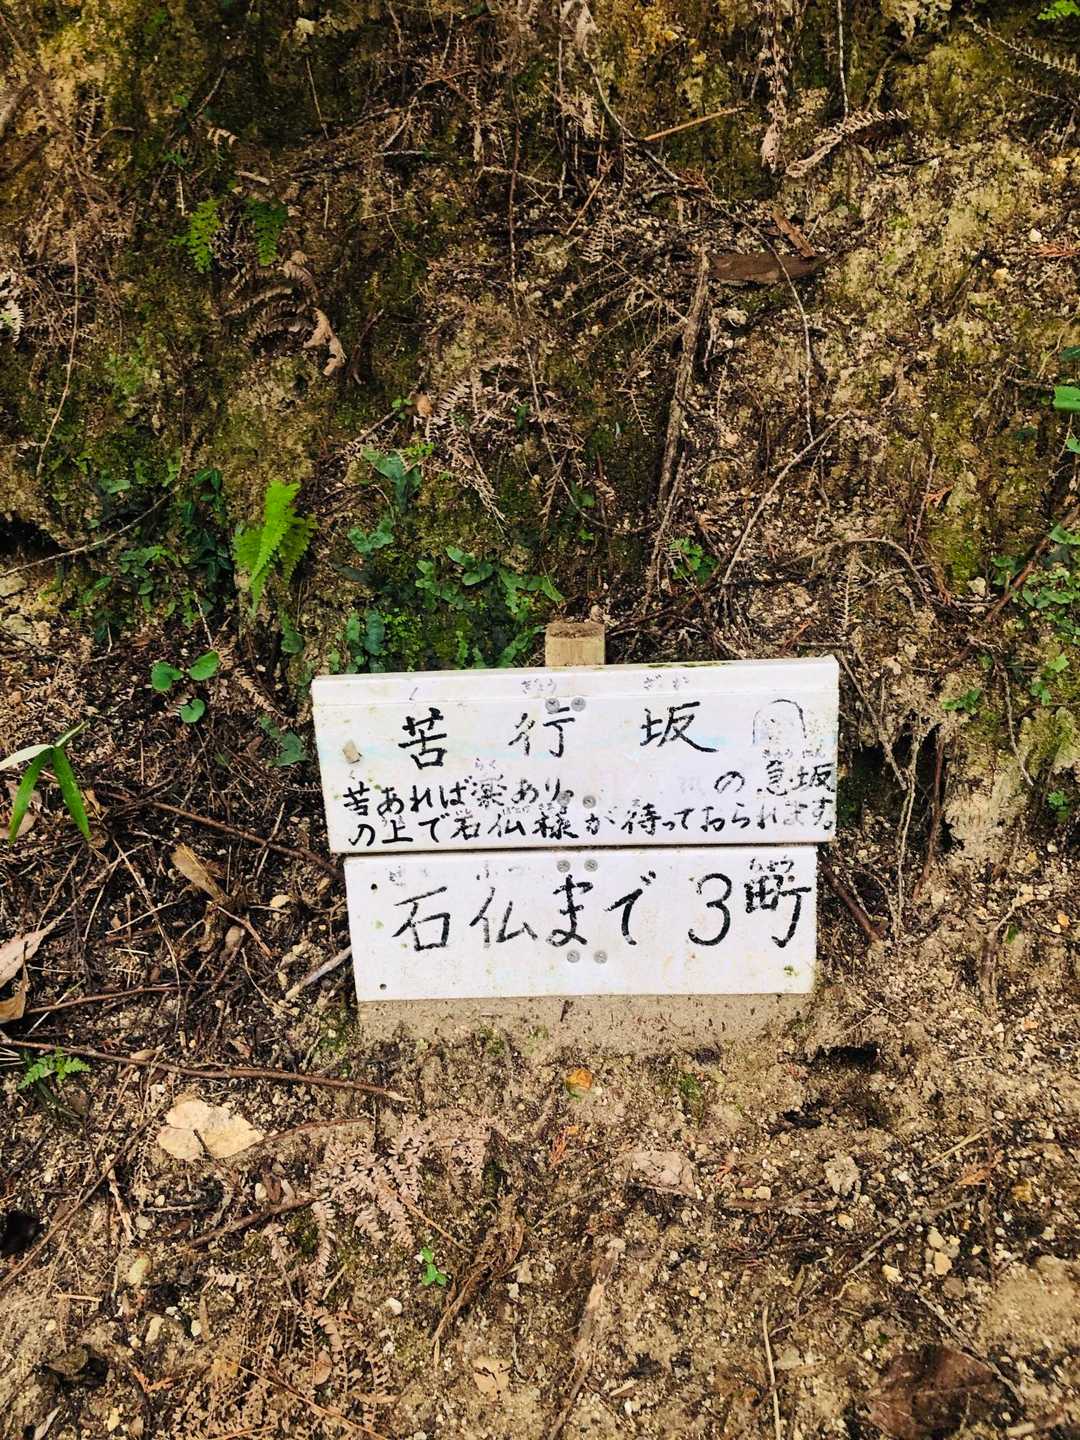 苦行坂
苦あれば楽あり。の急坂
の上で石仏様が待っておられます。
石仏まで3町